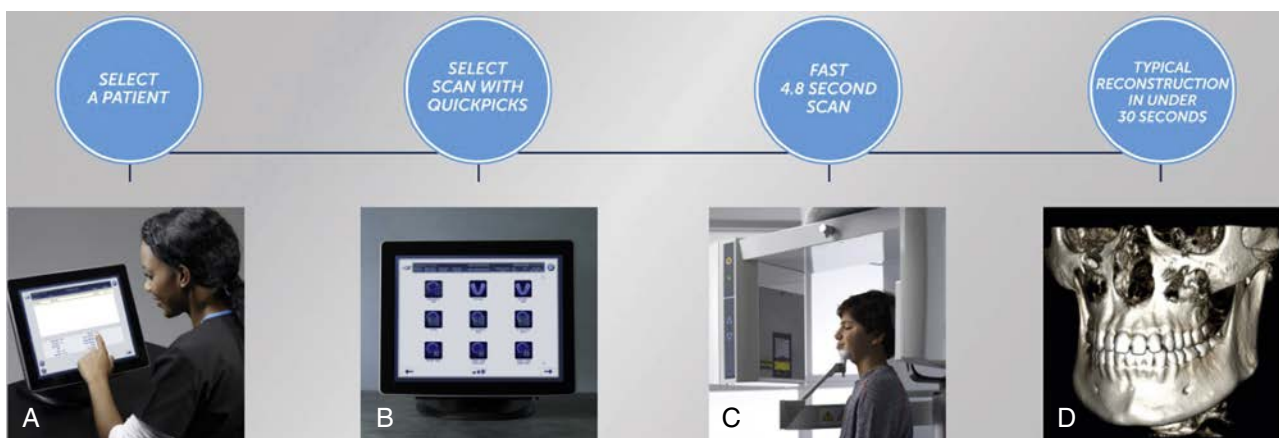 SELECT
A PATIENT
SELECT
SCAN WITH
QUICKPICKS
FAST
4.8 SECOND
SCAN
TYPICAL
RECONSTRUCTION
IN UNDER
30 SECONDS
A
B
C
D